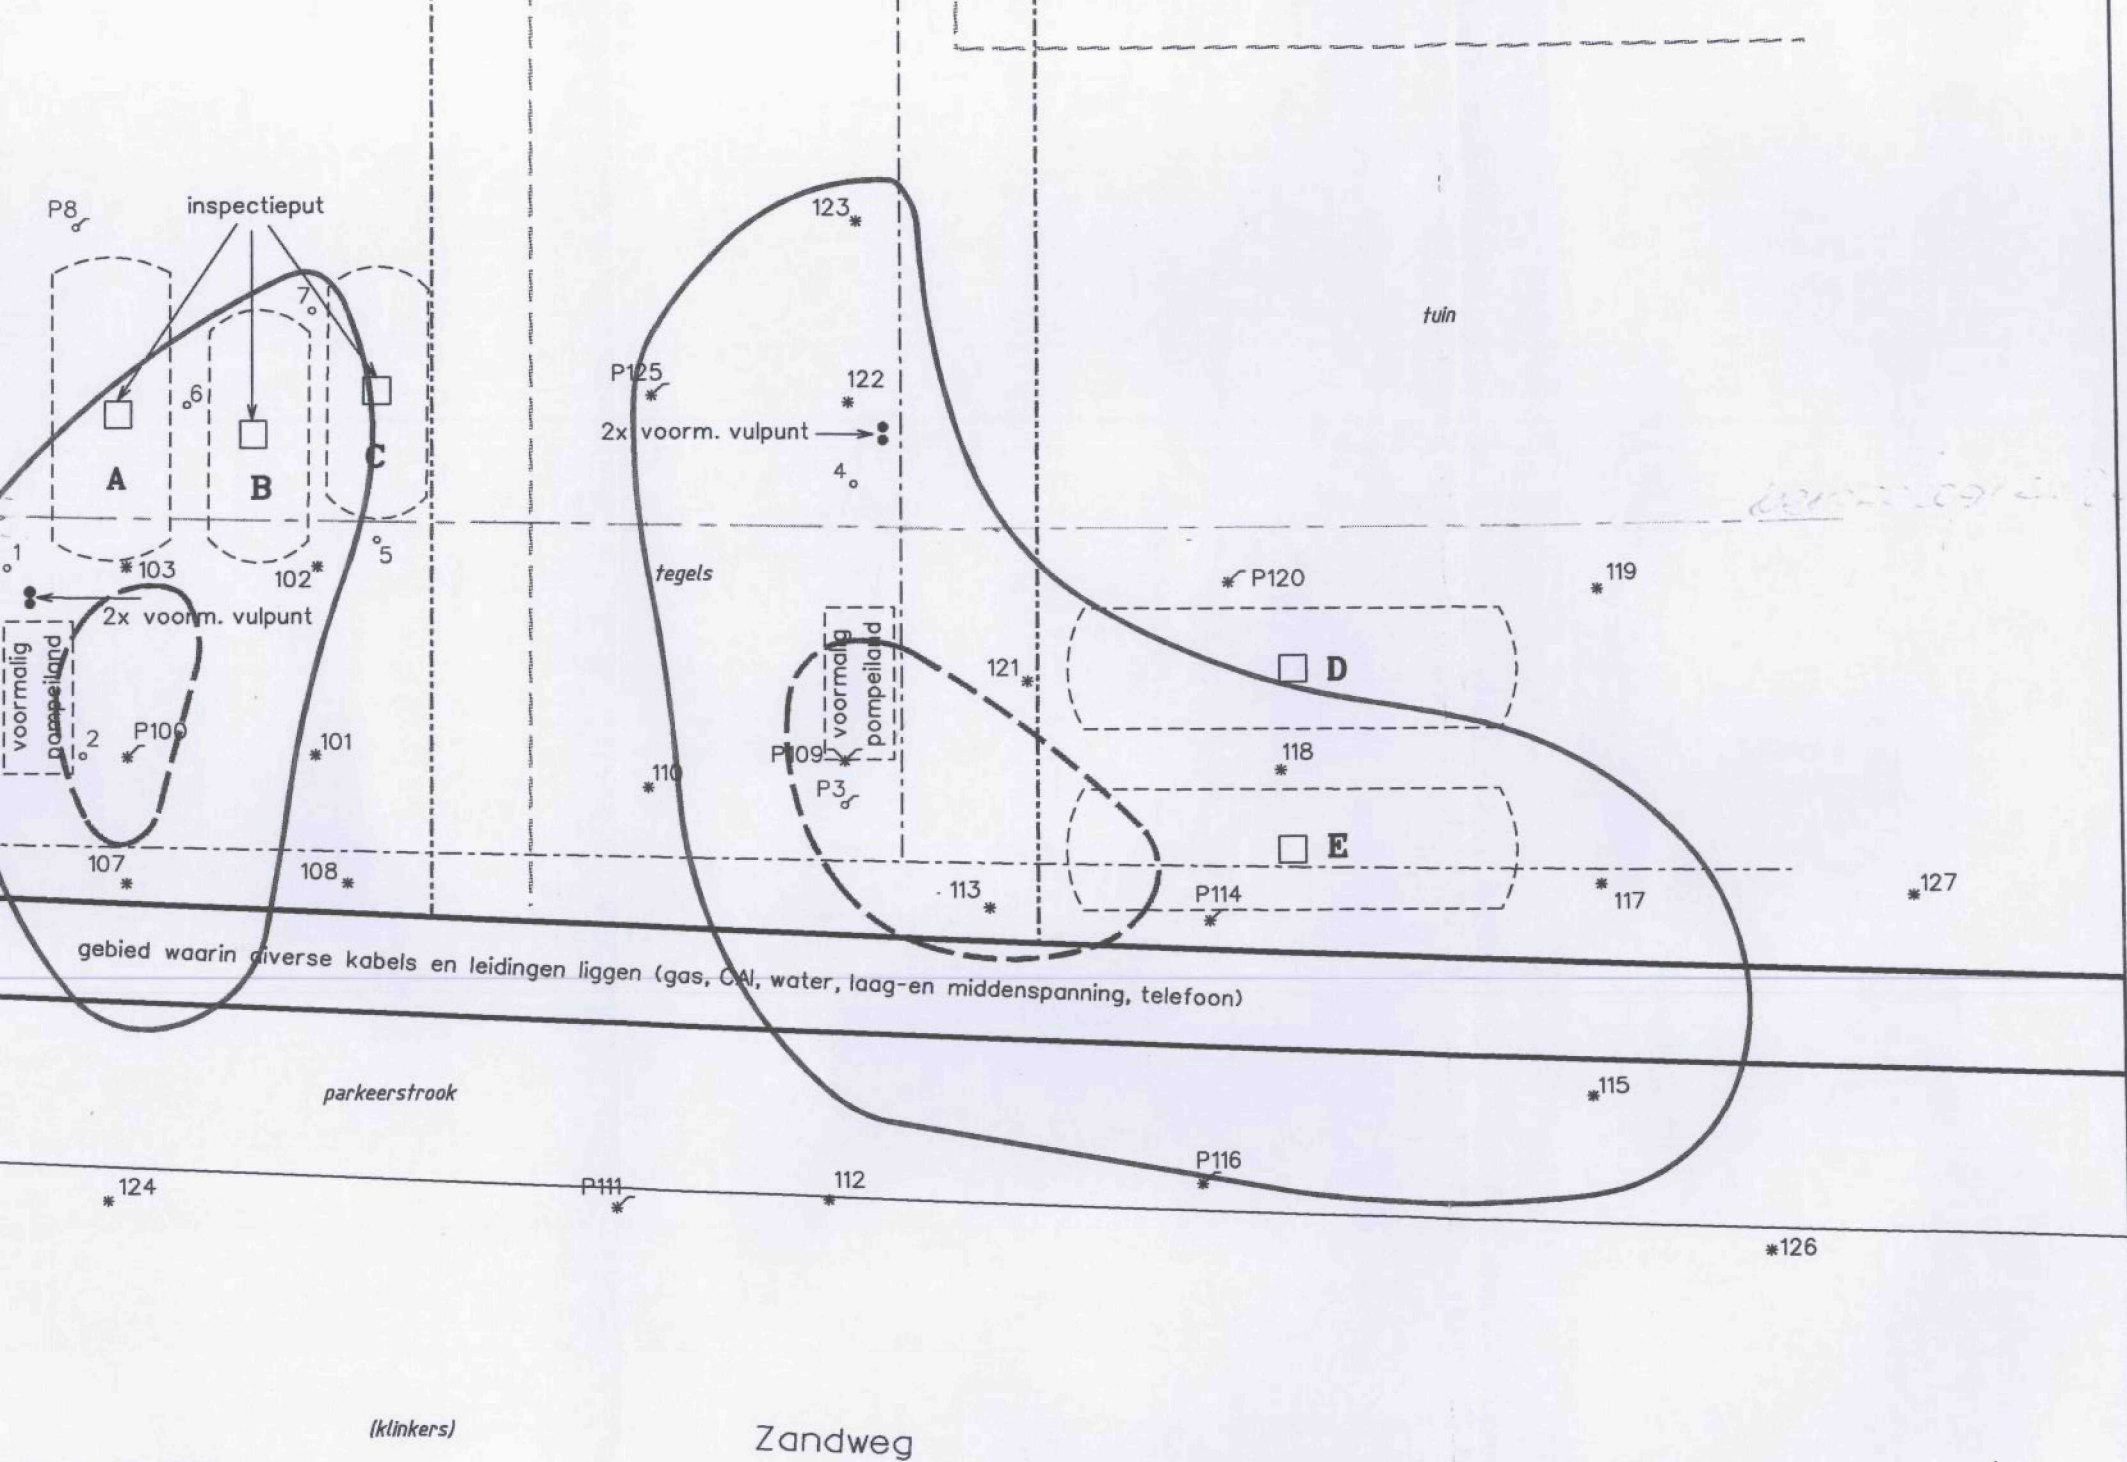 P8
inspectieput
123
7
tuin
P125
122
6
2x voorm. vulpunt
A
B
C
4
1
103
102
5
tegels
P120
119
2x voorm. vulpunt
voormalig
pompeiland
voormalig
pompeiland
121
D
2
P100
101
P109
118
110
P3
E
107
108
113
P114
117
127
gebied waarin diverse kabels en leidingen liggen (gas, CAI, water, laag-en middenspanning, telefoon)
parkeerstrook
115
124
P111
112
P116
126
(klinkers)
Zandweg